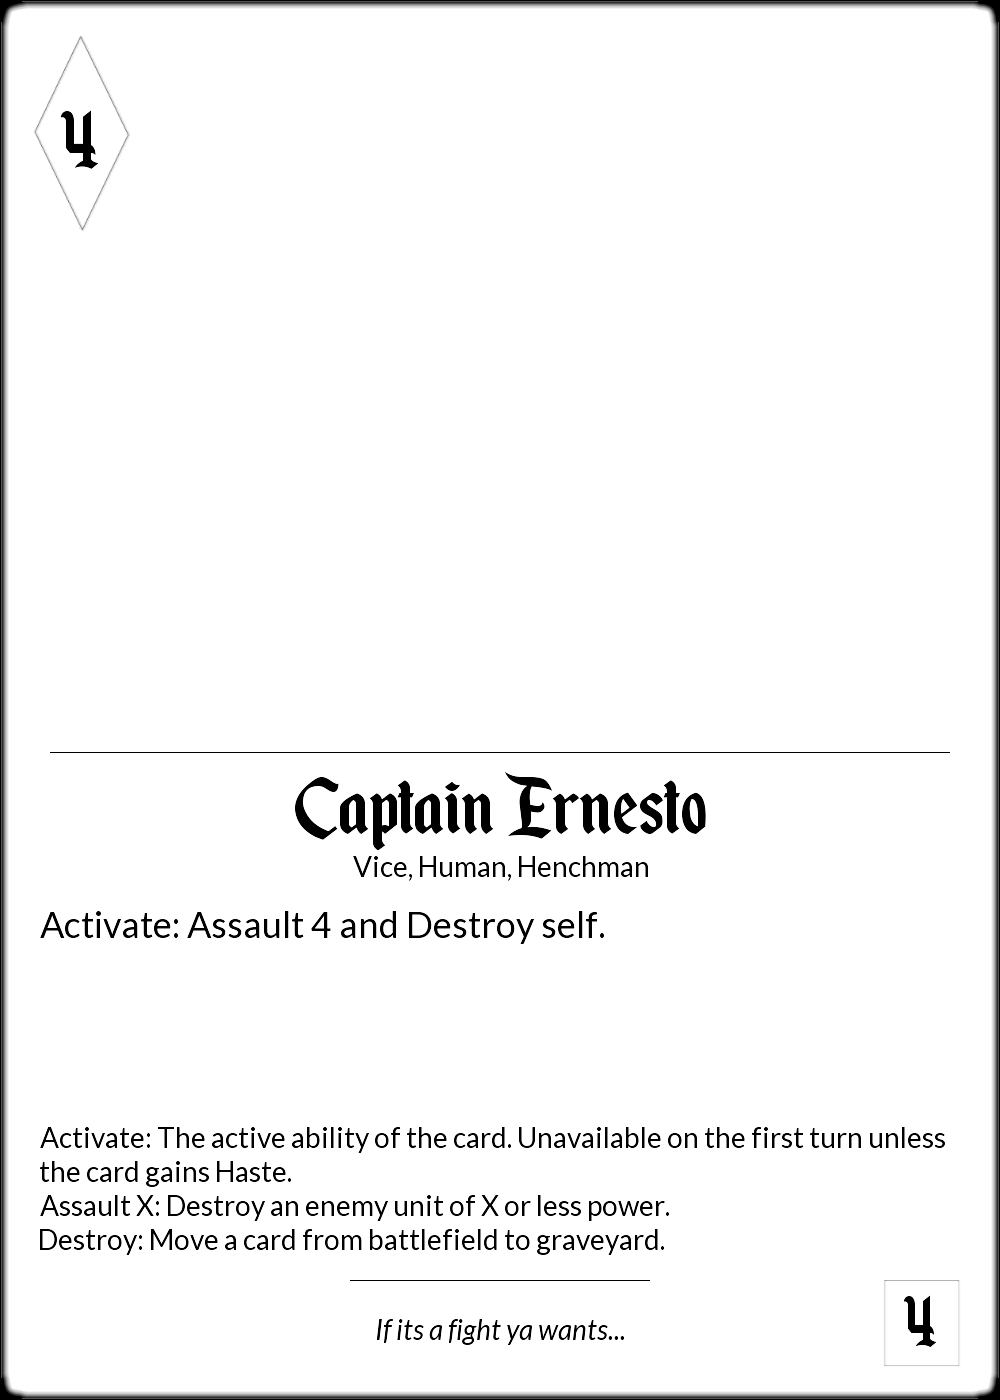 4
Captain Ernesto
Vice, Human, Henchman
Activate: Assault 4 and Destroy self.
Activate: The active ability of the card. Unavailable on the first turn unless
the card gains Haste.
Assault X: Destroy an enemy unit of X or less power.
Destroy: Move a card from battlefield to graveyard.
If its a fight ya wants...
4